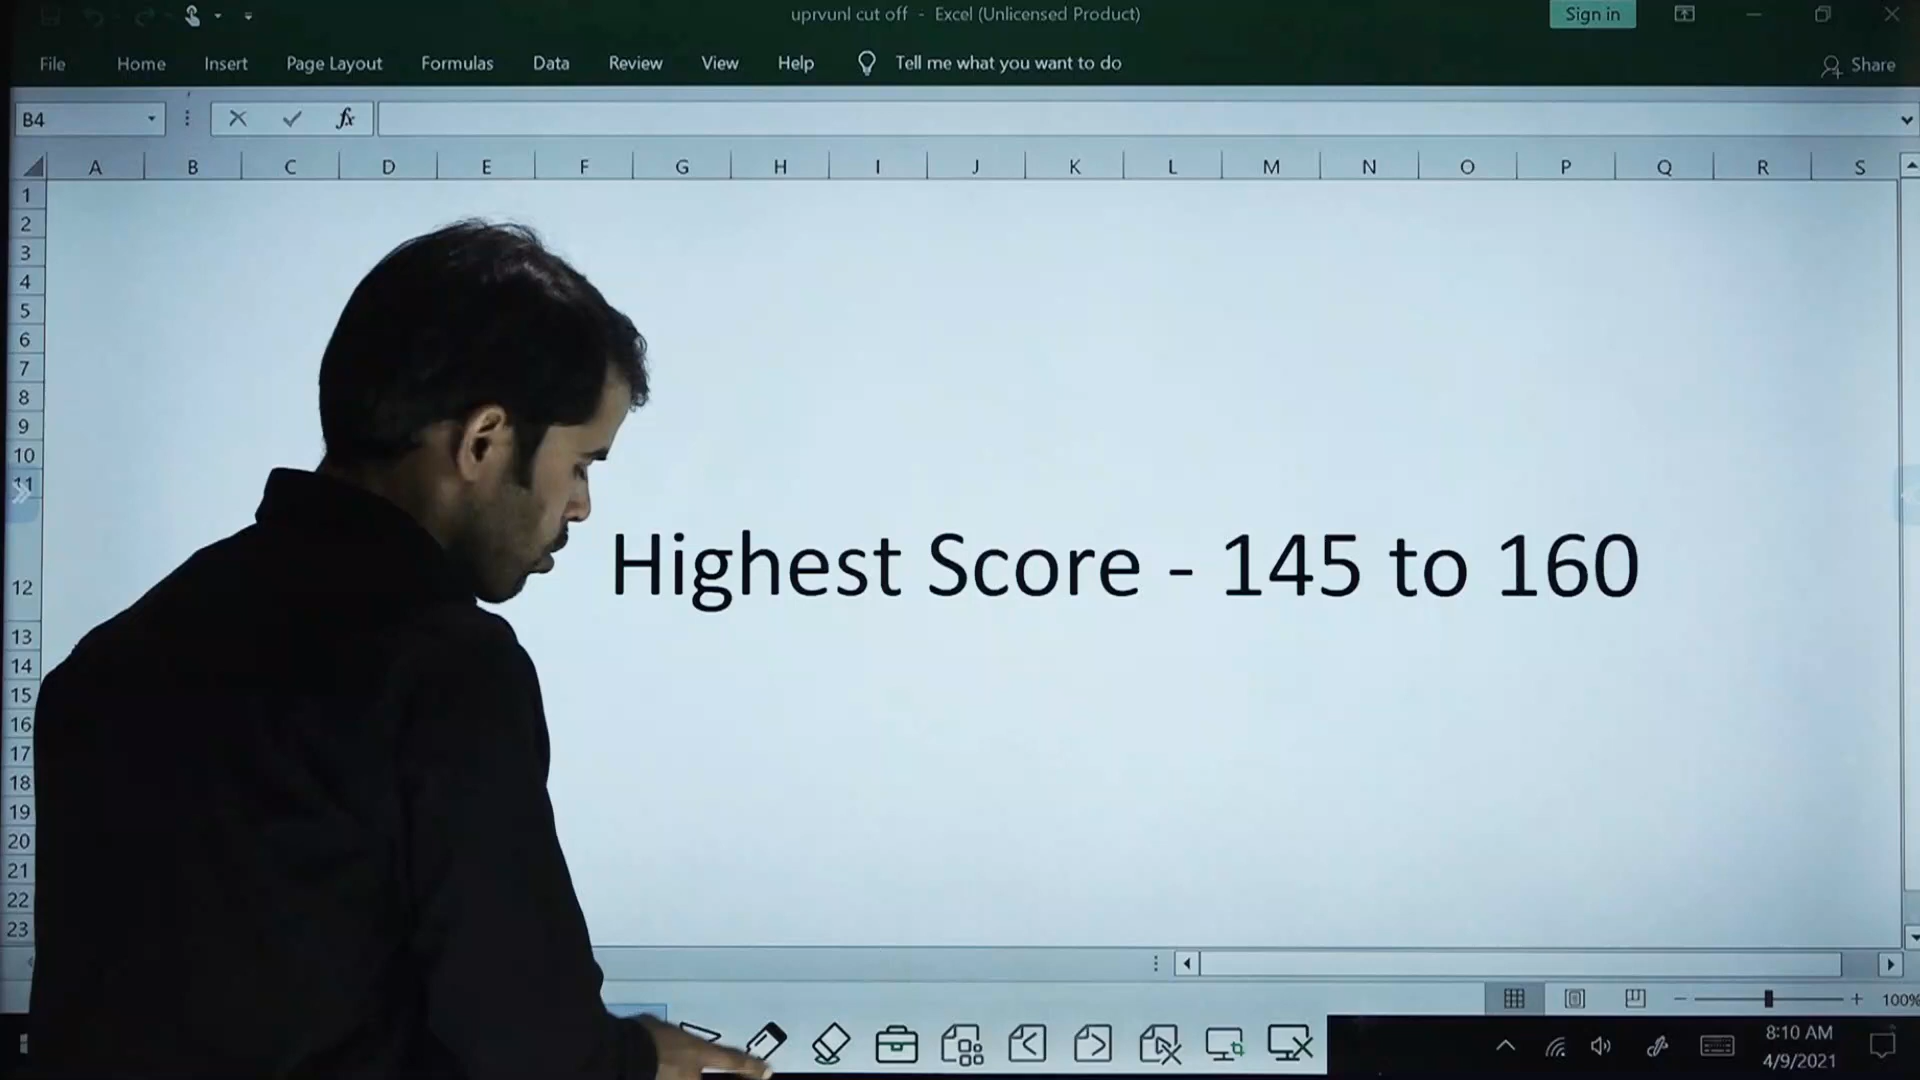 uprvunl cut off - Excel (Unlicensed Product)
Sign in
File Home Insert Page Layout Formulas Data Review View Help Tell me what you want to do
Share
B4
fx
A B C D E F G H I J K L M N O P Q R S
1
2
3
4
5
6
7
8
9
10
11
12
Highest Score - 145 to 160
13
14
15
16
17
18
19
20
21
22
23
100%
8:10 AM
4/9/2021